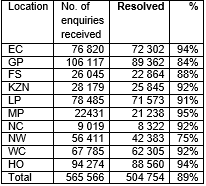 Location No. of enquiries received Resolved %
EC 76 820 72 302 94%
GP 106 117 89 362 84%
FS 26 045 22 864 88%
KZN 28 179 25 845 92%
LP 78 485 71 573 91%
MP 22431 21 238 95%
NC 9 019 8 322 92%
NW 56 411 42 383 75%
WC 67 785 62 305 92%
HO 94 274 88 560 94%
Total 565 566 504 754 89%